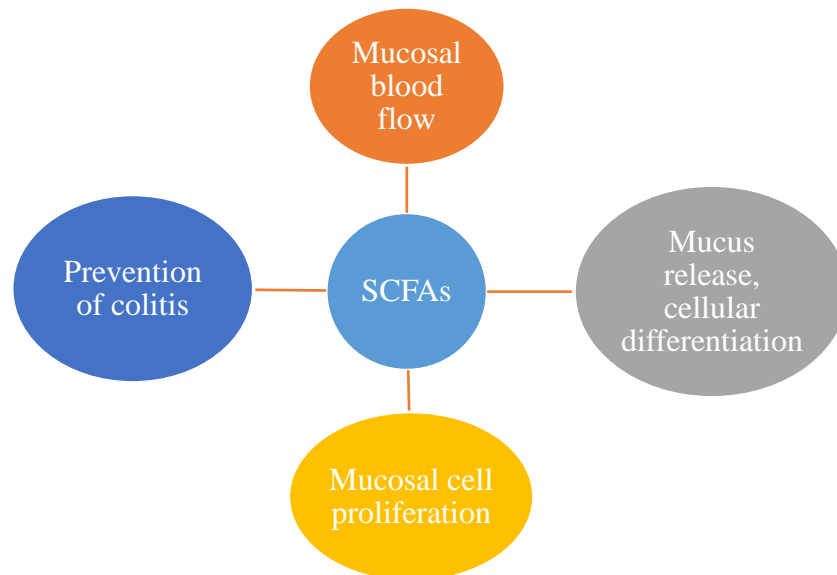 Mucosal
blood
flow
Prevention
of colitis
SCFAs
Mucus
release,
cellular
differentiation
Mucosal cell
proliferation